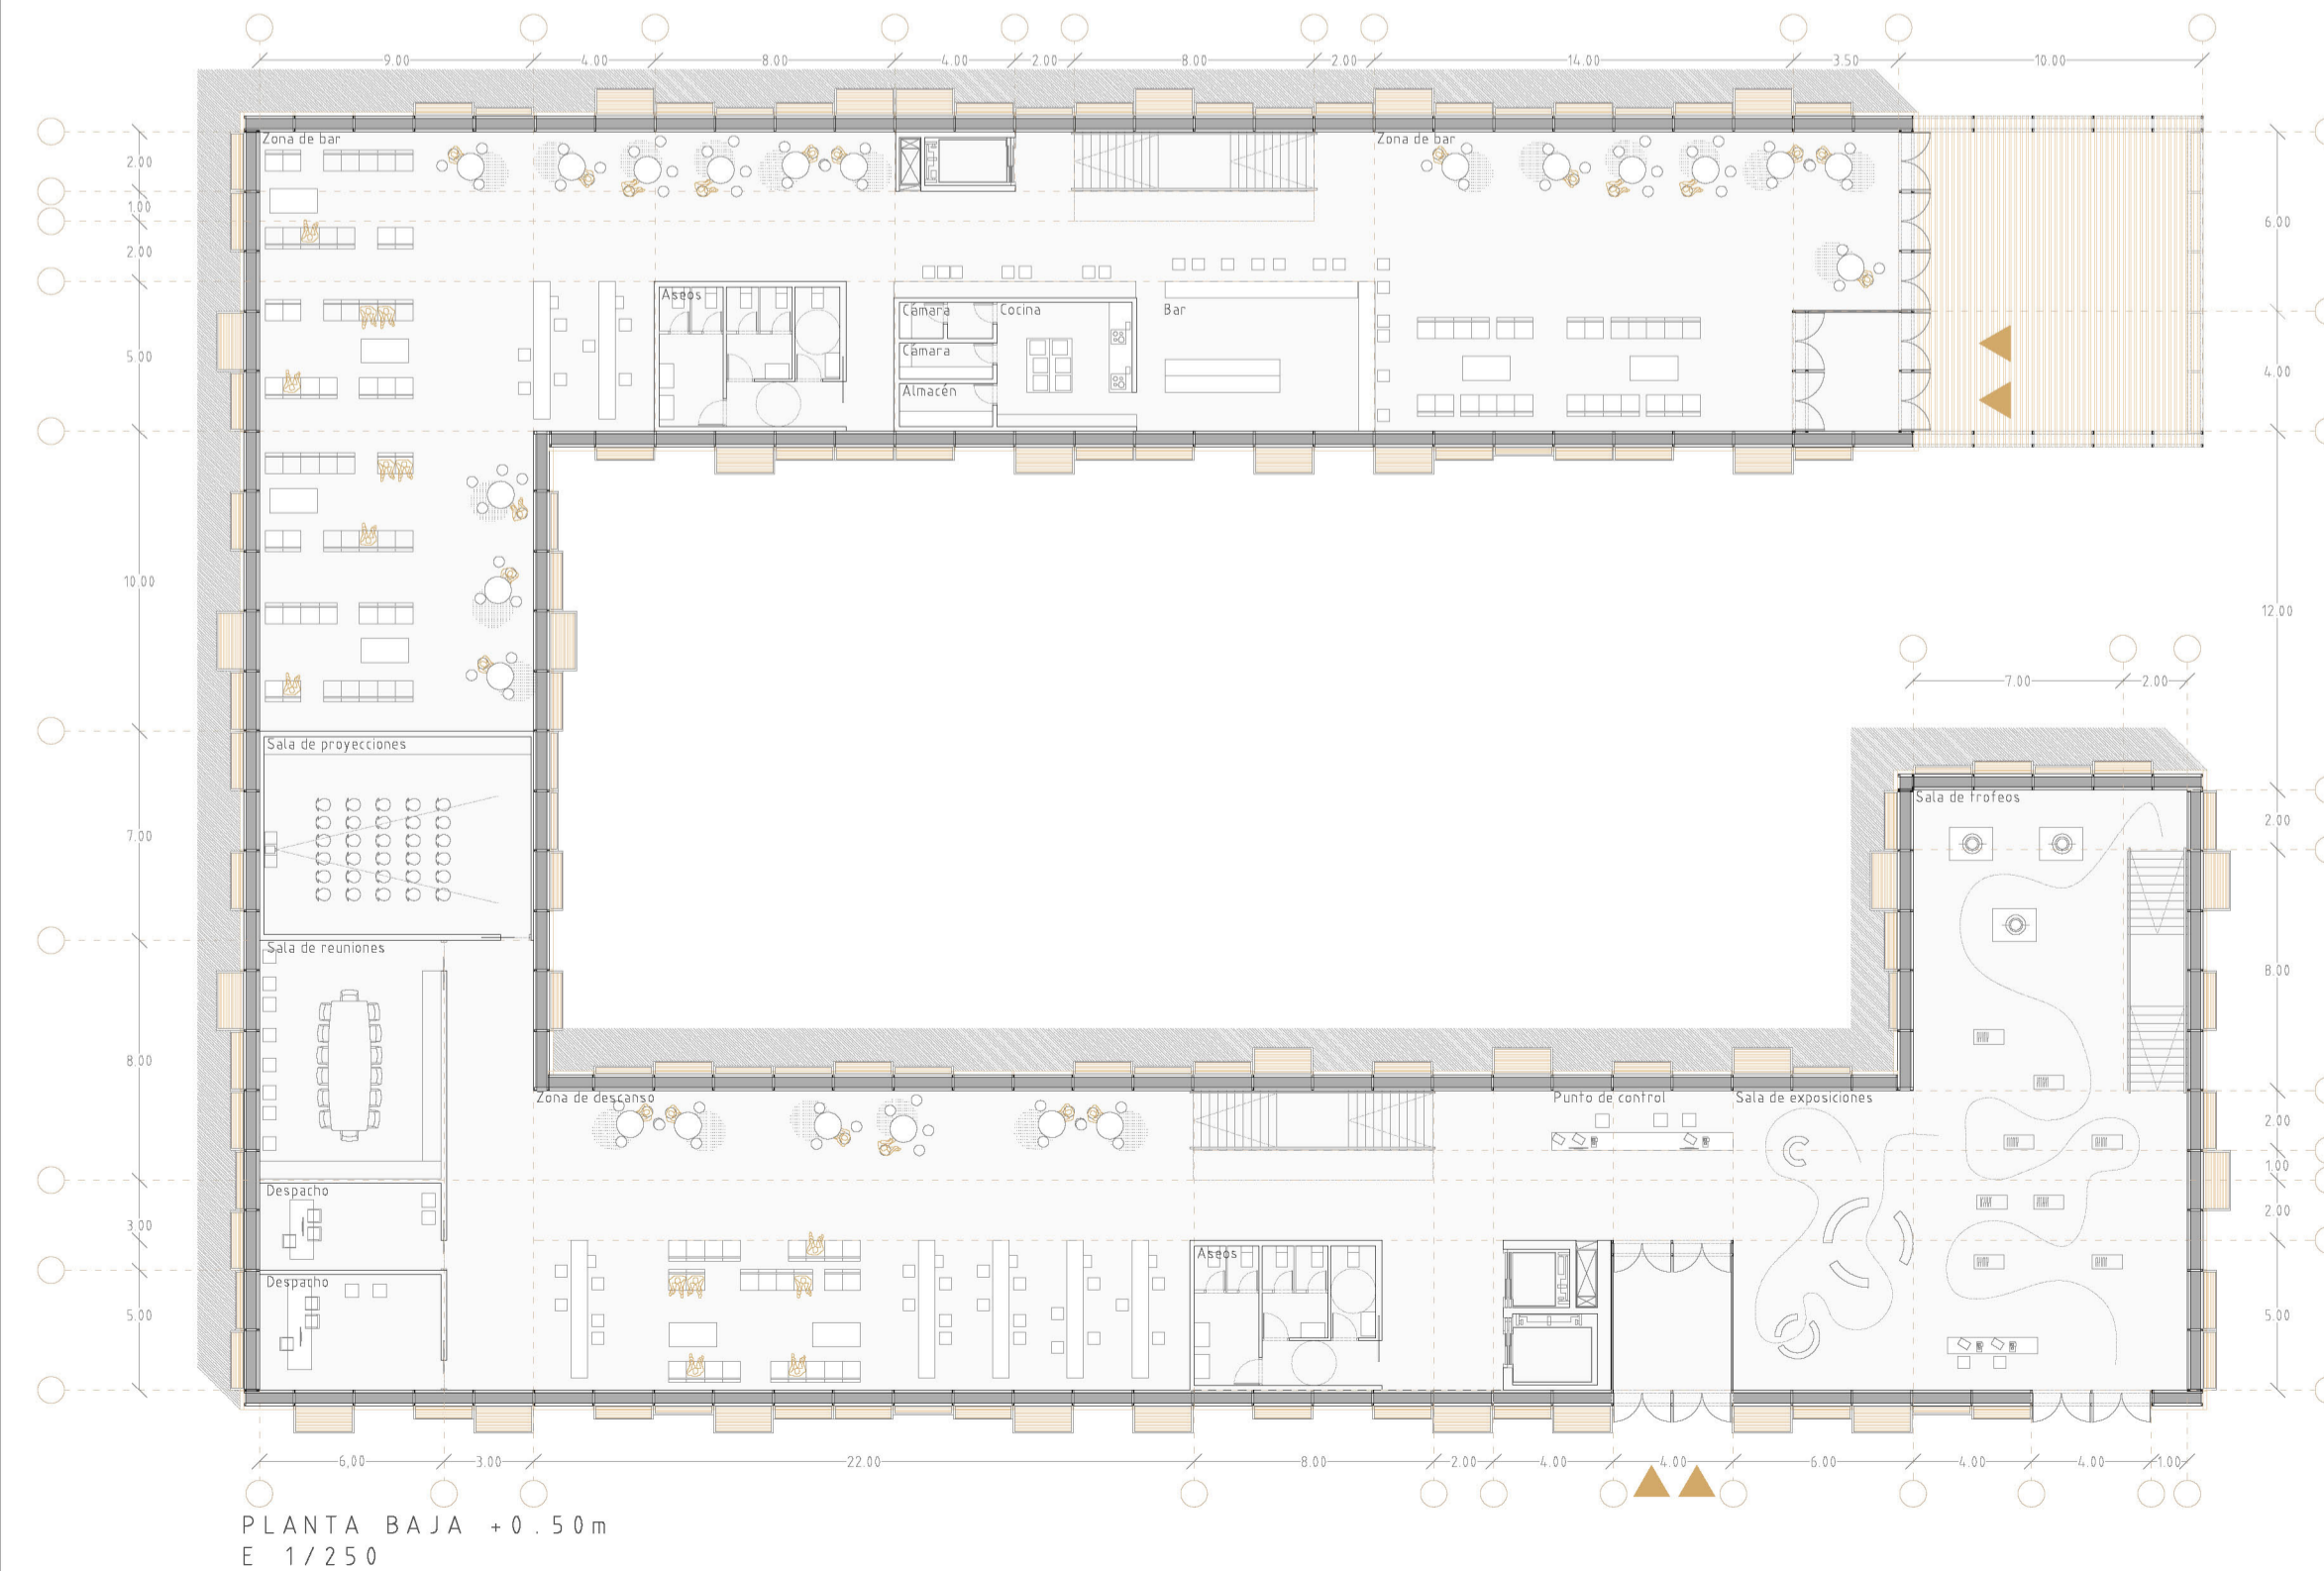 9.00 4.00 8.00 4.00 2.00 8.00 2.00 14.00 3.50 10.00
Zona de bar
Zona de bar
2.00
1.00
2.00
5.00
10.00
7.00
8.00
3.00
5.00
6.00
4.00
12.00
Aseos
Cámara
Cocina
Bar
Cámara
Almacén
7.00 2.00
Sala de proyecciones
Sala de trofeos
2.00
8.00
2.00
1.00
2.00
5.00
Sala de reuniones
Zona de descanso
Punto de control
Sala de exposiciones
Despacho
Aseos
Despacho
6,00 3.00 22.00 8.00 2.00 4.00 4.00 6.00 4.00 4.00 1.00
PLANTA BAJA +0.50m
E 1/250